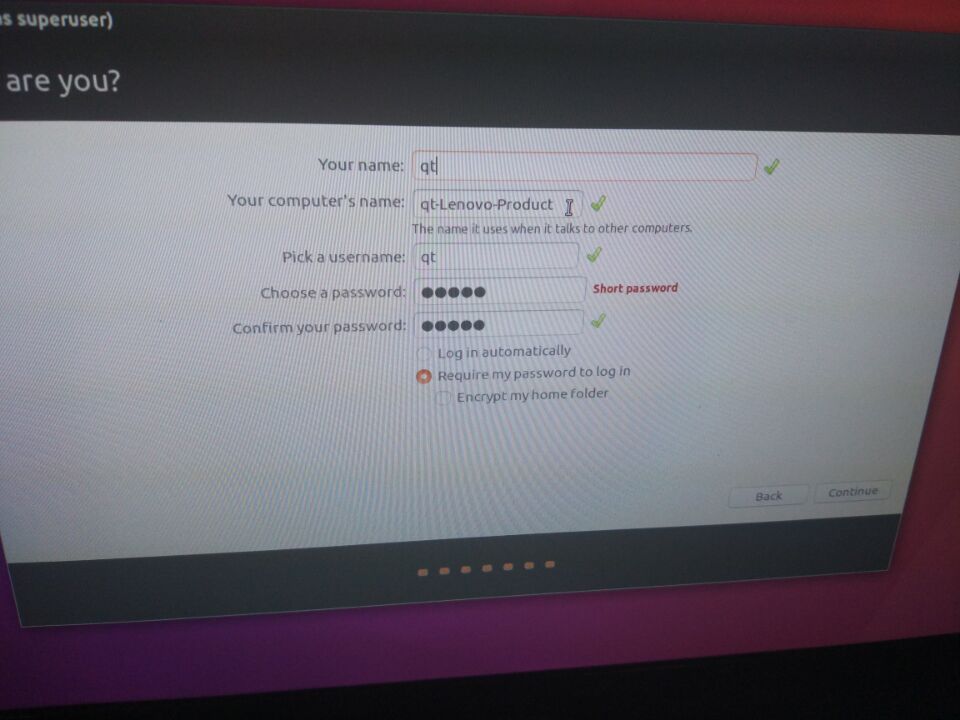 as superuser)
are you?
Your name: qt
Your computer's name: qt-Lenovo-Product
The name it uses when it talks to other computers.
Pick a username: qt
Choose a password: ●●●●● Short password
Confirm your password: ●●●●●
Log in automatically
Require my password to log in
Encrypt my home folder
Back Continue